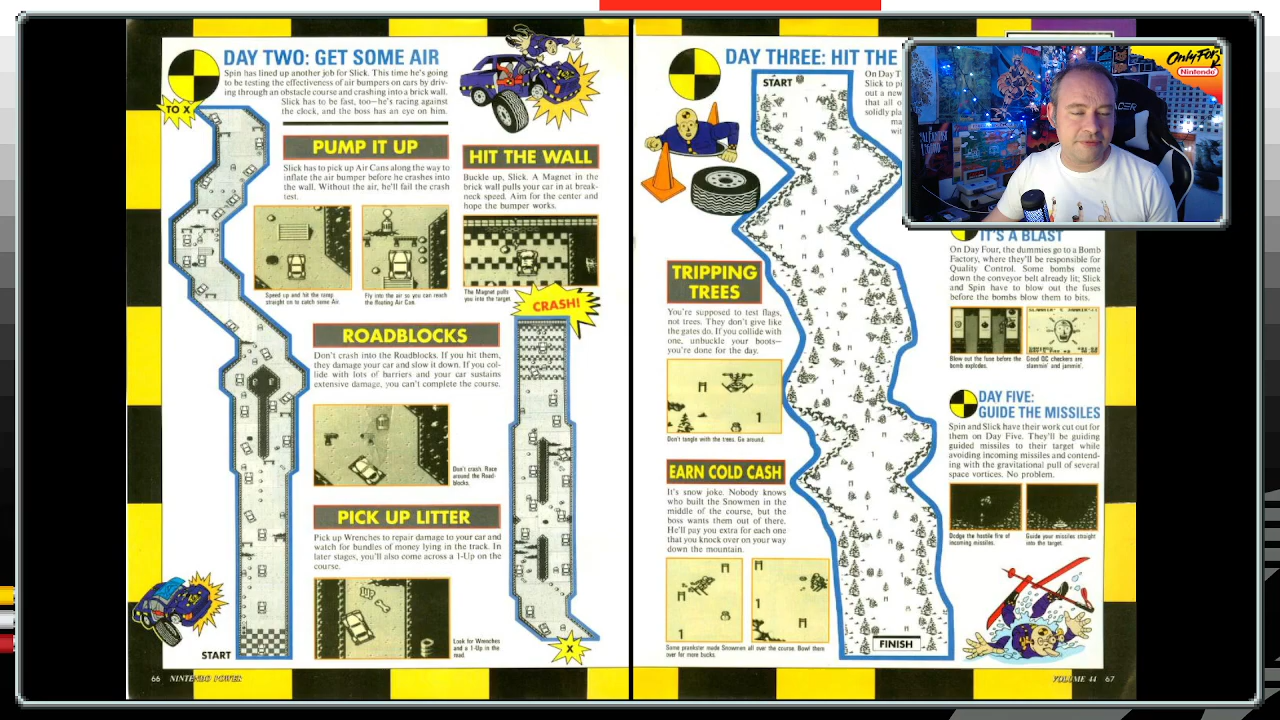 DAY TWO: GET SOME AIR
Spin has lined up another job for Slick. This time he's going
to be testing the effectiveness of air bumpers on cars by driv-
ing through an obstacle course and crashing into a brick wall.
Slick has to be fast, too—he's racing against
the clock, and the boss has an eye on him.
TO X
PUMP IT UP
Slick has to pick up Air Cans along the way to
inflate the air bumper before he crashes into
the wall. Without the air, he'll fail the crash
test.
Speed up and hit the ramp
straight on to catch some Air.
Fly into the air so you can reach
the floating Air Can.
HIT THE WALL
Buckle up, Slick. A Magnet in the
brick wall pulls your car in at break-
neck speed. Aim for the center and
hope the bumper works.
The Magnet pulls
you into the target.
CRASH!
ROADBLOCKS
Don't crash into the Roadblocks. If you hit them,
they damage your car and slow it down. If you col-
lide with lots of barriers and your car sustains
extensive damage, you can't complete the course.
Don't crash. Race
around the Road-
blocks.
PICK UP LITTER
Pick up Wrenches to repair damage to your car and
watch for bundles of money lying in the track. In
later stages, you'll also come across a 1-Up on the
course.
Look for Wrenches
and a 1-Up in the
road.
START
X
66 NINTENDO POWER
DAY THREE: HIT THE
On Day T
Slick to pi
out a new
that all o
solidly pla
ma
wit
START
TRIPPING
TREES
You're supposed to test flags,
not trees. They don't give like
the gates do. If you collide with
one, unbuckle your boots—
you're done for the day.
1
Don't tangle with the trees. Go around.
EARN COLD CASH
It's snow joke. Nobody knows
who built the Snowmen in the
middle of the course, but the
boss wants them out of there.
He'll pay you extra for each one
that you knock over on your way
down the mountain.
1
1
Some prankster made Snowmen all over the course. Bowl them
over for more bucks.
FINISH
IT'S A BLAST
On Day Four, the dummies go to a Bomb
Factory, where they'll be responsible for
Quality Control. Some bombs come
down the conveyor belt already lit; Slick
and Spin have to blow out the fuses
before the bombs blow them to bits.
Blow out the fuse before the
bomb explodes.
Good QC checkers are
slammin' and jammin'.
DAY FIVE:
GUIDE THE MISSILES
Spin and Slick have their work cut out for
them on Day Five. They'll be guiding
guided missiles to their target while
avoiding incoming missiles and contend-
ing with the gravitational pull of several
space vortices. No problem.
Dodge the hostile fire of
incoming missiles.
Guide your missiles straight
into the target.
VOLUME 44 67
Nintendo